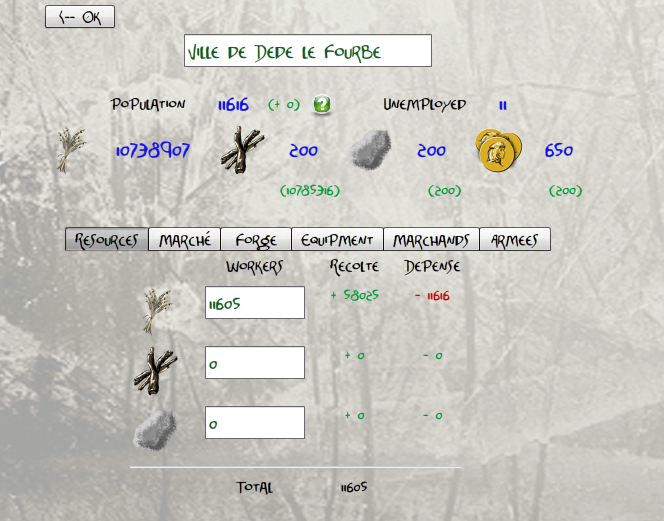 <-- OK
Ville de Dede le Fourbe
Population 11616 (+ 0) ? Unemployed 11
10738907 200 200 650
(10785316) (200) (200)
Resources Marché Forge Equipment Marchands Armees
Workers Recolte Depense
11605 + 58025 - 11616
0 + 0 - 0
0 + 0 - 0
Total 11605